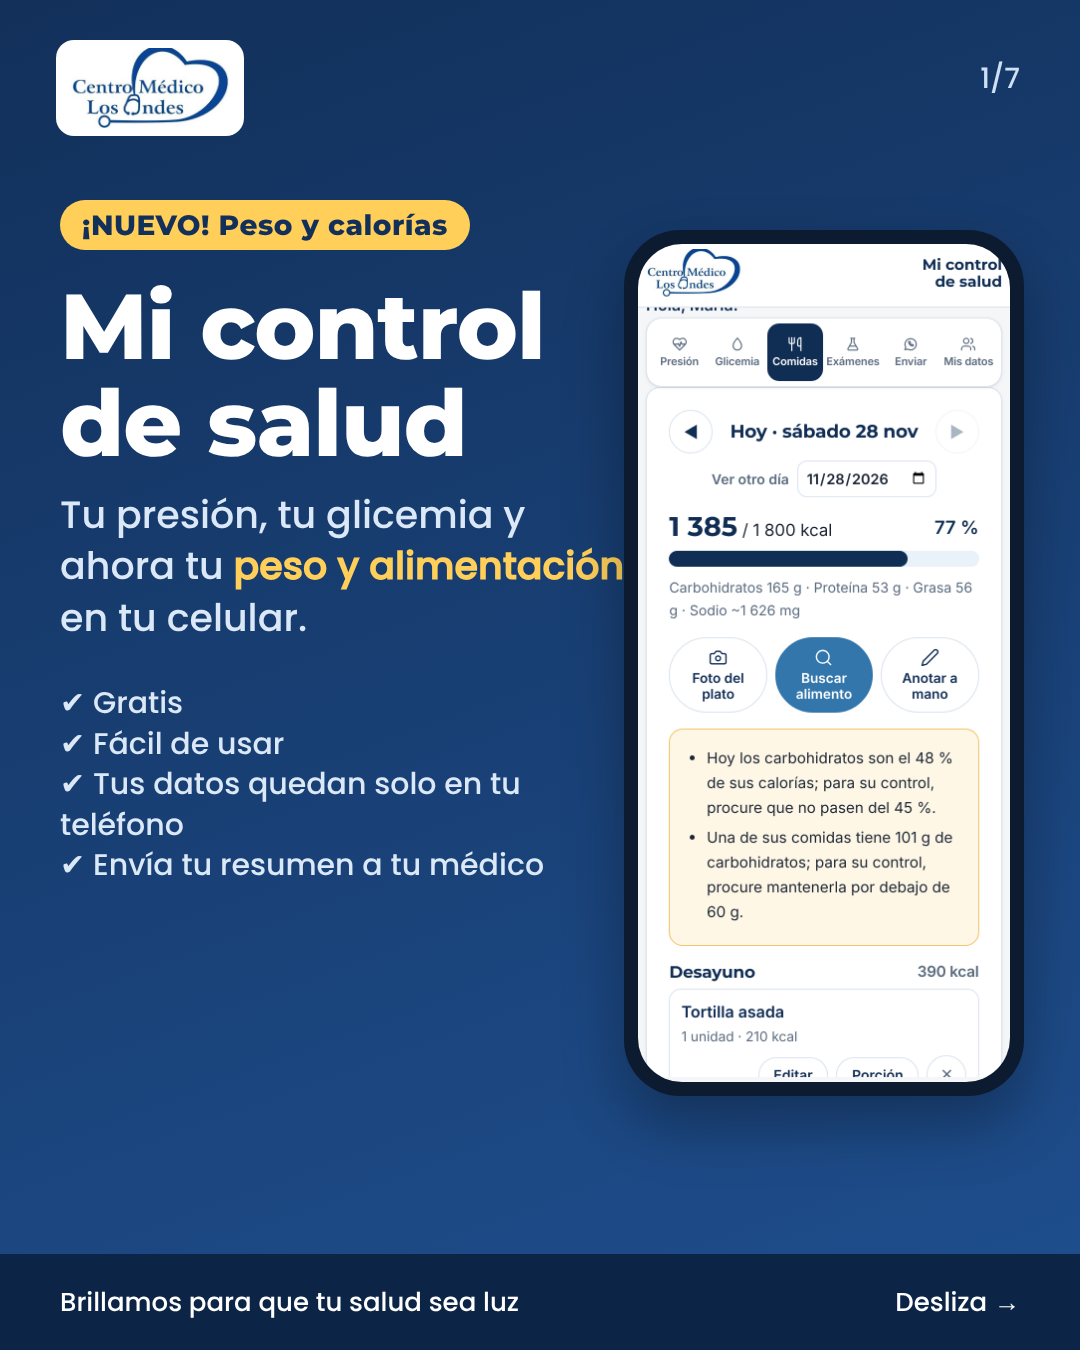 Centro Médico
Los Andes
1/7
¡NUEVO! Peso y calorías
Mi control
de salud
Tu presión, tu glicemia y
ahora tu peso y alimentación
en tu celular.
✔ Gratis
✔ Fácil de usar
✔ Tus datos quedan solo en tu
teléfono
✔ Envía tu resumen a tu médico
Centro Médico
Los Andes
Mi control
de salud
Hola, María!
Presión
Glicemia
Comidas
Exámenes
Enviar
Mis datos
◀ Hoy · sábado 28 nov ▶
Ver otro día 11/28/2026
1 385 / 1 800 kcal 77 %
Carbohidratos 165 g · Proteína 53 g · Grasa 56
g · Sodio ~1 626 mg
Foto del
plato
Buscar
alimento
Anotar a
mano
• Hoy los carbohidratos son el 48 %
de sus calorías; para su control,
procure que no pasen del 45 %.
• Una de sus comidas tiene 101 g de
carbohidratos; para su control,
procure mantenerla por debajo de
60 g.
Desayuno 390 kcal
Tortilla asada
1 unidad · 210 kcal
Editar Porción ×
Brillamos para que tu salud sea luz
Desliza →